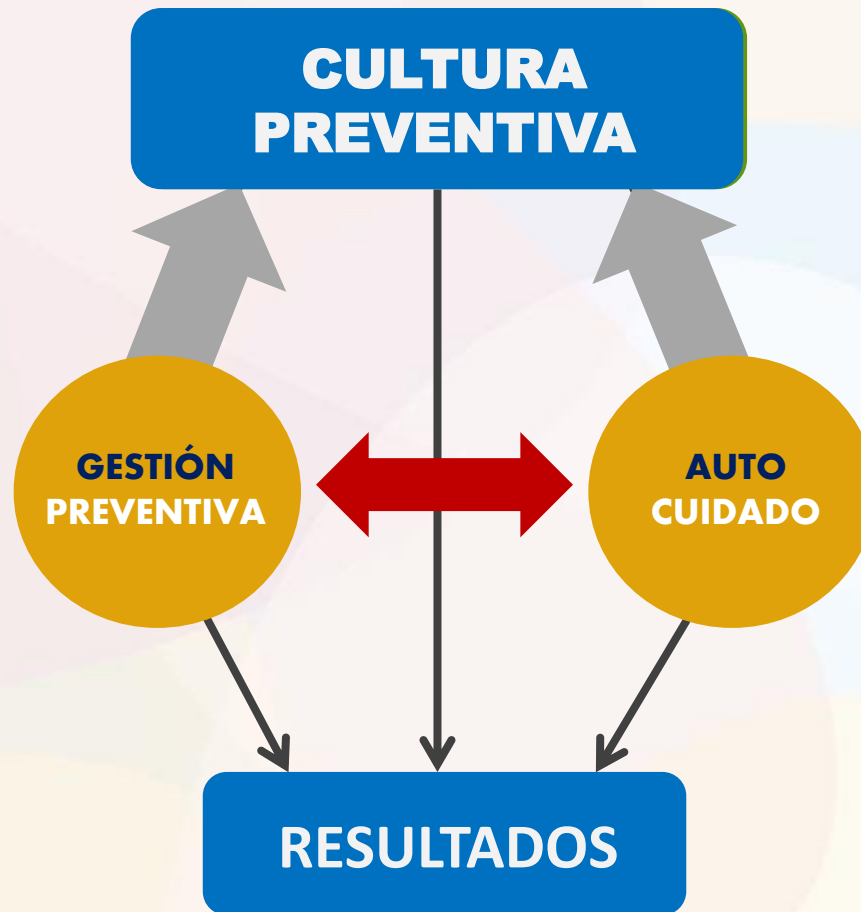 CULTURA
PREVENTIVA
GESTIÓN
PREVENTIVA
AUTO
CUIDADO
RESULTADOS